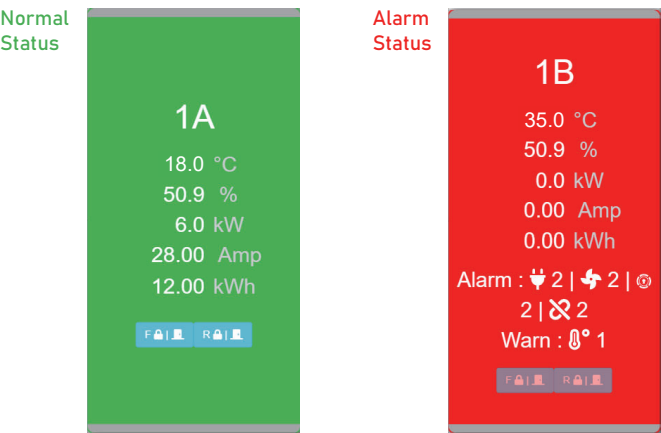 Normal
Status
1A
18.0 °C
50.9 %
6.0 kW
28.00 Amp
12.00 kWh
F | R |
Alarm
Status
1B
35.0 °C
50.9 %
0.0 kW
0.00 Amp
0.00 kWh
Alarm : 2 | 2 |
2 | 2
Warn : ° 1
F | R |